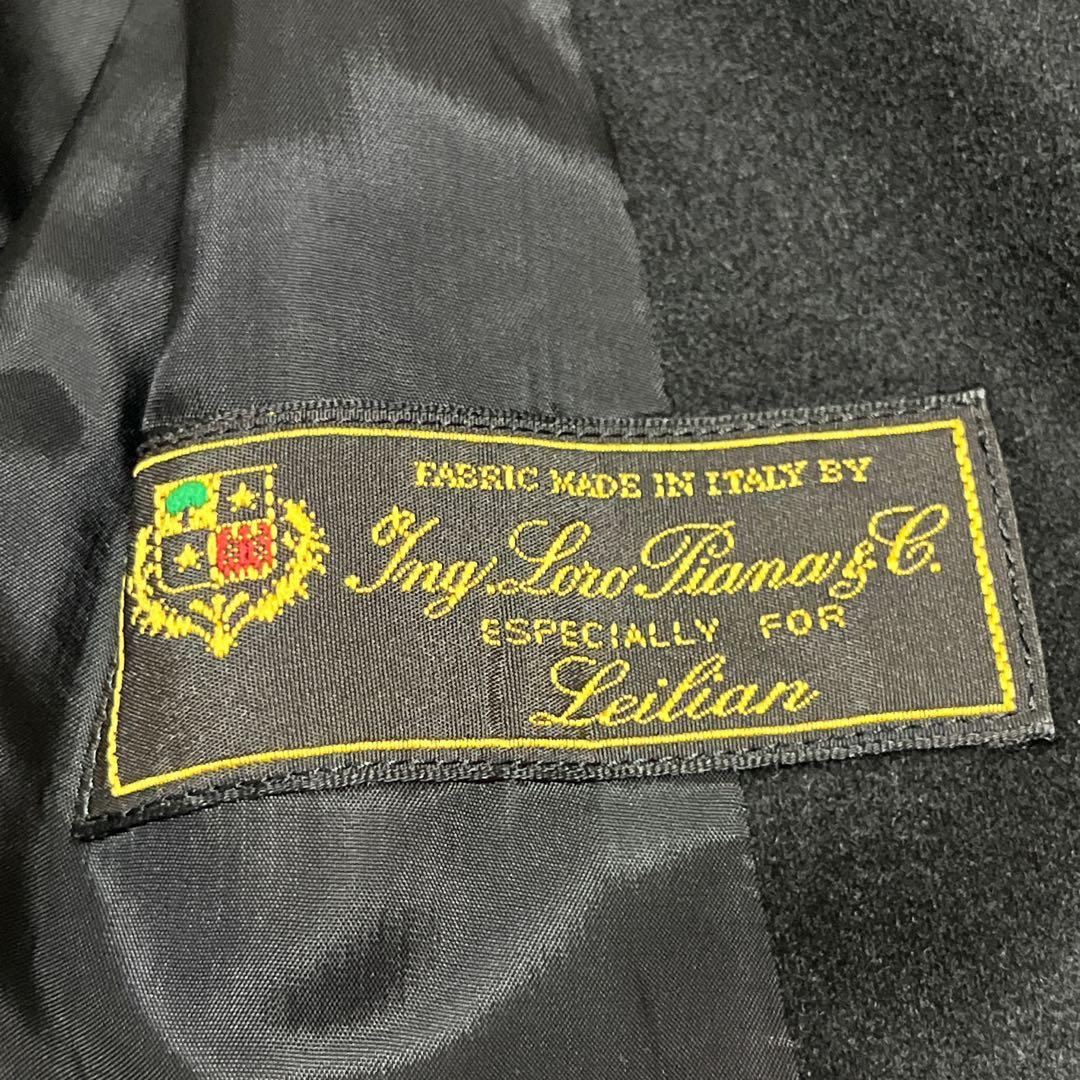 FABRIC MADE IN ITALY BY
Ing. Loro Piana & C.
ESPECIALLY FOR
Leilian